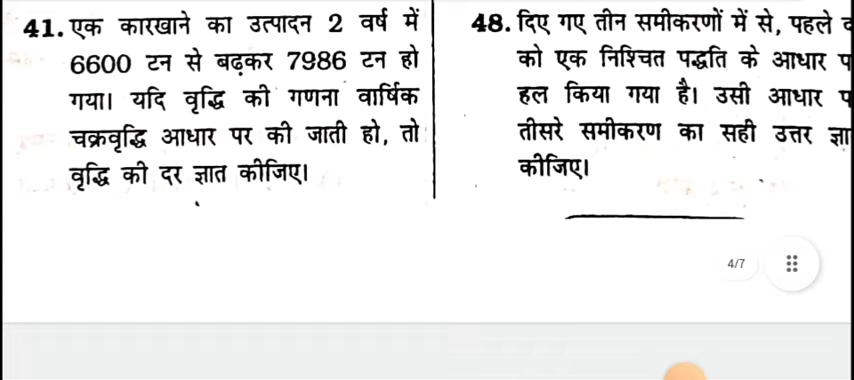 41. एक कारखाने का उत्पादन 2 वर्ष में
6600 टन से बढ़कर 7986 टन हो
गया। यदि वृद्धि की गणना वार्षिक
चक्रवृद्धि आधार पर की जाती हो, तो
वृद्धि की दर ज्ञात कीजिए।
48. दिए गए तीन समीकरणों में से, पहले
को एक निश्चित पद्धति के आधार
हल किया गया है। उसी आधार
तीसरे समीकरण का सही उत्तर
कीजिए।
4/7